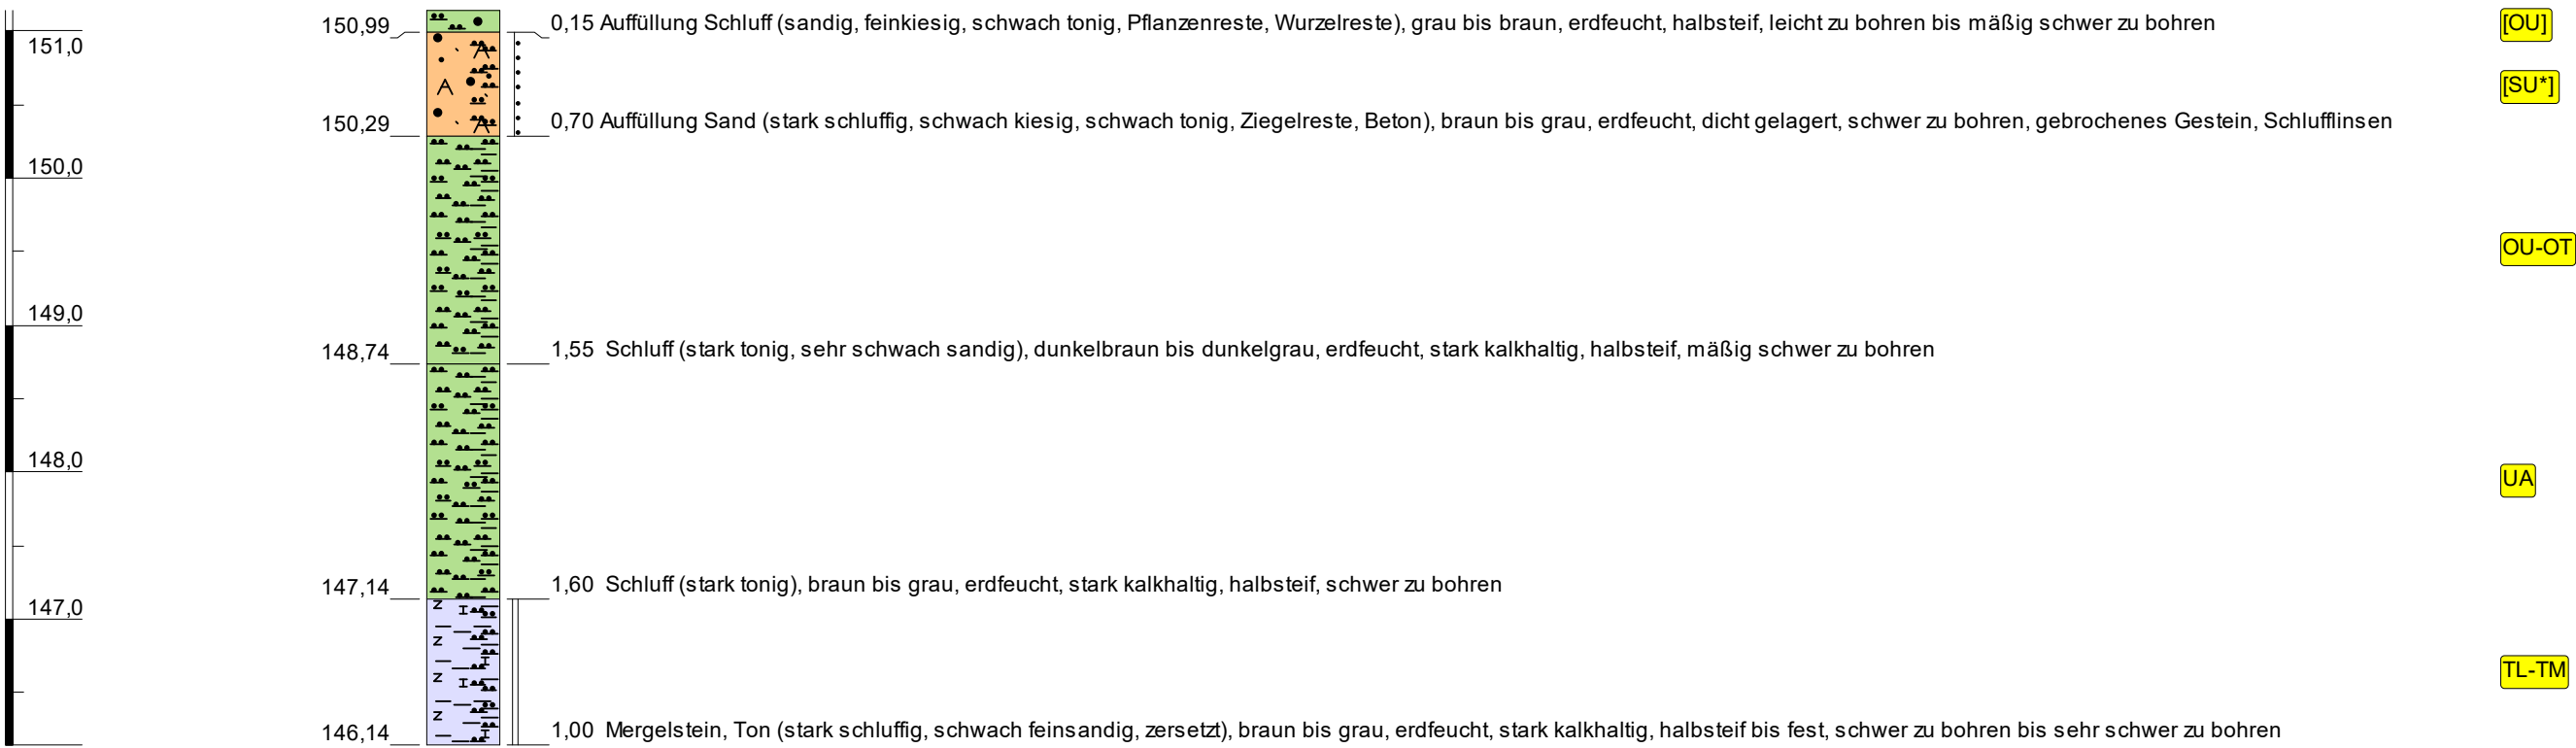 150,99 0,15 Auffüllung Schluff (sandig, feinkiesig, schwach tonig, Pflanzenreste, Wurzelreste), grau bis braun, erdfeucht, halbsteif, leicht zu bohren bis mäßig schwer zu bohren [OU]
151,0
[SU*]
150,29 0,70 Auffüllung Sand (stark schluffig, schwach kiesig, schwach tonig, Ziegelreste, Beton), braun bis grau, erdfeucht, dicht gelagert, schwer zu bohren, gebrochenes Gestein, Schlufflinsen
150,0
OU-OT
149,0
148,74 1,55 Schluff (stark tonig, sehr schwach sandig), dunkelbraun bis dunkelgrau, erdfeucht, stark kalkhaltig, halbsteif, mäßig schwer zu bohren
148,0
UA
147,14 1,60 Schluff (stark tonig), braun bis grau, erdfeucht, stark kalkhaltig, halbsteif, schwer zu bohren
147,0
TL-TM
146,14 1,00 Mergelstein, Ton (stark schluffig, schwach feinsandig, zersetzt), braun bis grau, erdfeucht, stark kalkhaltig, halbsteif bis fest, schwer zu bohren bis sehr schwer zu bohren